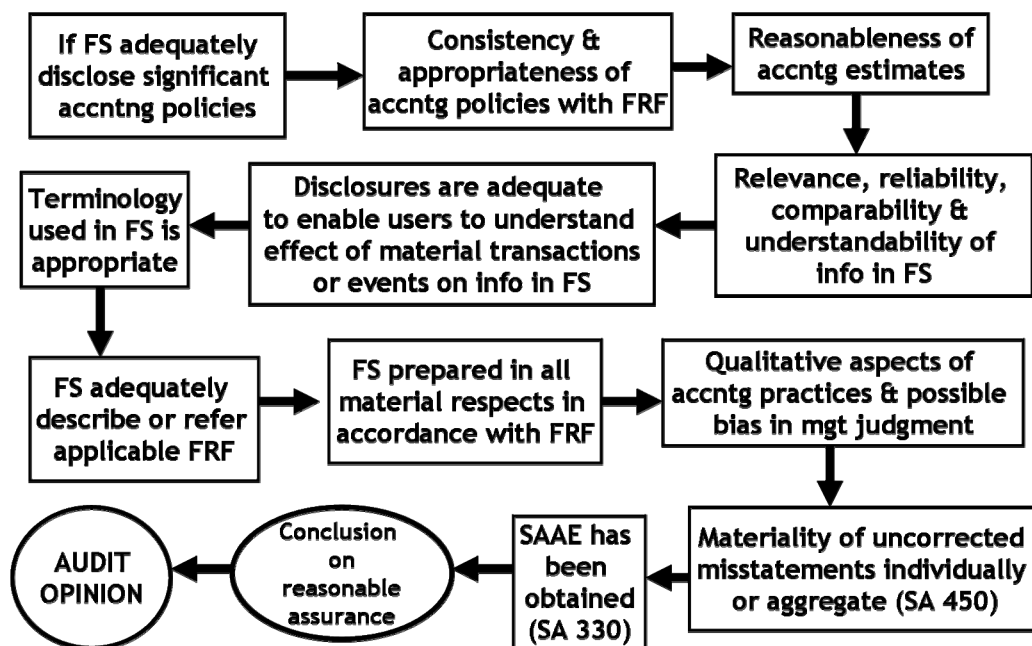 If FS adequately
disclose significant
accntng policies
Consistency &
appropriateness of
accntg policies with FRF
Reasonableness of
accntg estimates
Relevance, reliability,
comparability &
understandability of
info in FS
Disclosures are adequate
to enable users to understand
effect of material transactions
or events on info in FS
Terminology
used in FS is
appropriate
FS adequately
describe or refer
applicable FRF
FS prepared in all
material respects in
accordance with FRF
Qualitative aspects of
accntg practices & possible
bias in mgt judgment
Materiality of uncorrected
misstatements individually
or aggregate (SA 450)
SAAE has
been
obtained
(SA 330)
Conclusion
on
reasonable
assurance
AUDIT
OPINION